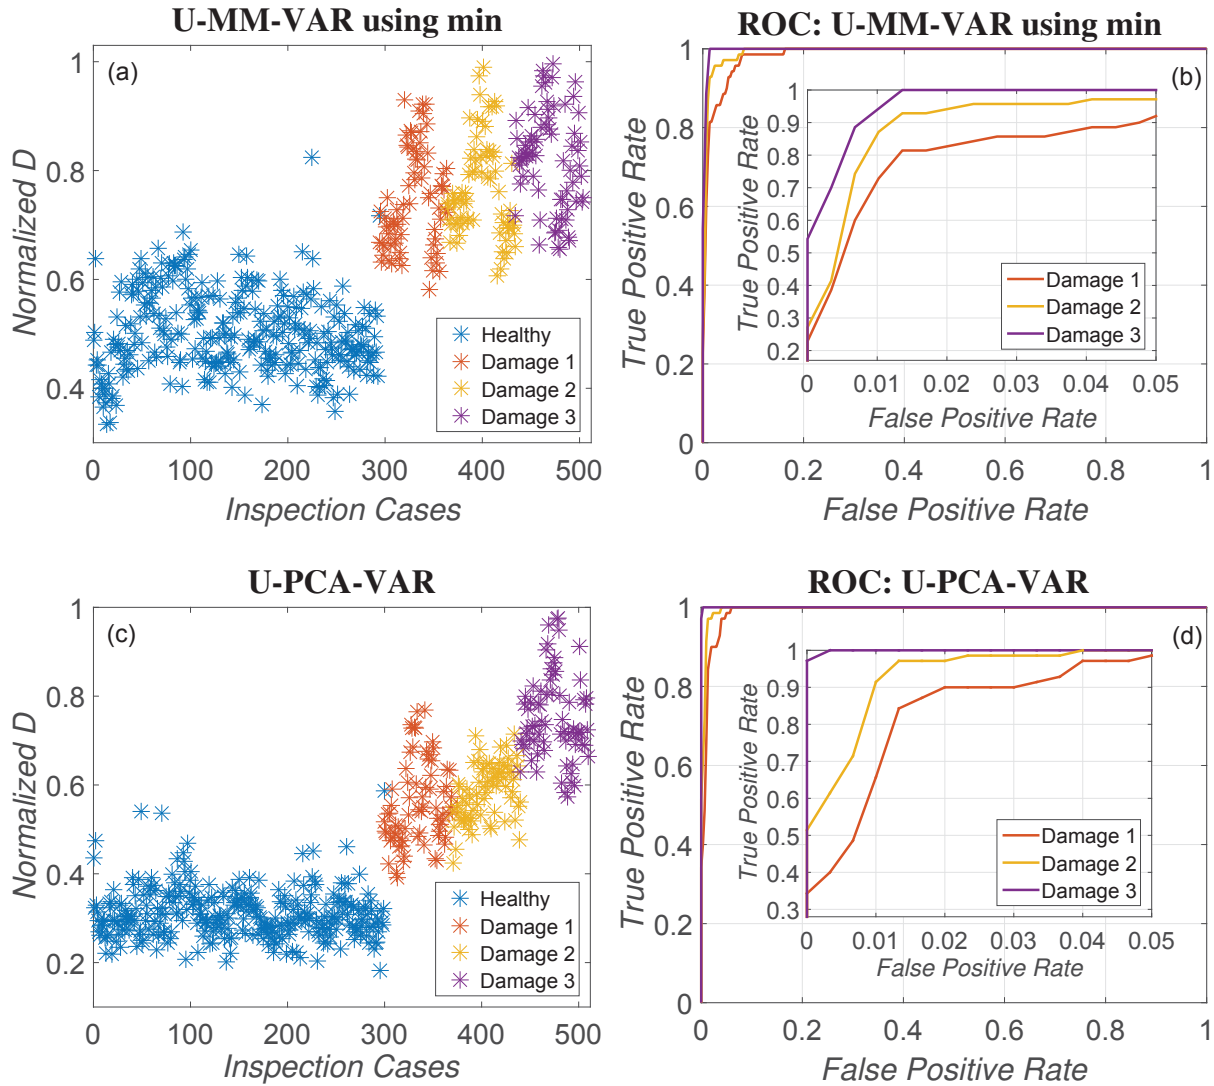 U-MM-VAR using min
(a)
Normalized D
1
0.8
0.6
0.4
0 100 200 300 400 500
Inspection Cases
Healthy
Damage 1
Damage 2
Damage 3
ROC: U-MM-VAR using min
(b)
True Positive Rate
1
0.8
0.6
0.4
0.2
0
0 0.2 0.4 0.6 0.8 1
False Positive Rate
True Positive Rate
1
0.9
0.8
0.7
0.6
0.5
0.4
0.3
0.2
0 0.01 0.02 0.03 0.04 0.05
False Positive Rate
Damage 1
Damage 2
Damage 3
U-PCA-VAR
(c)
Normalized D
1
0.8
0.6
0.4
0.2
0 100 200 300 400 500
Inspection Cases
Healthy
Damage 1
Damage 2
Damage 3
ROC: U-PCA-VAR
(d)
True Positive Rate
1
0.8
0.6
0.4
0.2
0
0 0.2 0.4 0.6 0.8 1
False Positive Rate
True Positive Rate
1
0.9
0.8
0.7
0.6
0.5
0.4
0.3
0 0.01 0.02 0.03 0.04 0.05
False Positive Rate
Damage 1
Damage 2
Damage 3